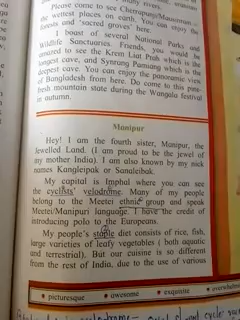 Please come to see Cherrapunji/Mawsinram –
the wettest places on earth. You can enjoy the
forests and 'sacred groves' here.
I boast of several National Parks and
Wildlife Sanctuaries. Friends, you would be
amazed to see the Krem Liat Prah which is the
longest cave, and Synrang Pamiang which is the
deepest cave. You can enjoy the panoramic view
of Bangladesh from here. Do come to this pine-
fresh mountain state during the Wangala festival
in autumn.
Manipur
Hey! I am the fourth sister, Manipur, the
Jewelled Land. (I am proud to be the jewel of
my mother India). I am also known by my nick
names Kangleipak or Sanaleibak.
My capital is Imphal where you can see
the cyclists' velodrome. Many of my people
belong to the Meetei ethnic group and speak
Meetei/Manipuri language. I have the credit of
introducing polo to the Europeans.
My people's staple diet consists of rice, fish,
large varieties of leafy vegetables ( both aquatic
and terrestrial). But our cuisine is so different
from the rest of India, due to the use of various
• picturesque • awesome • exquisite • overwhelm